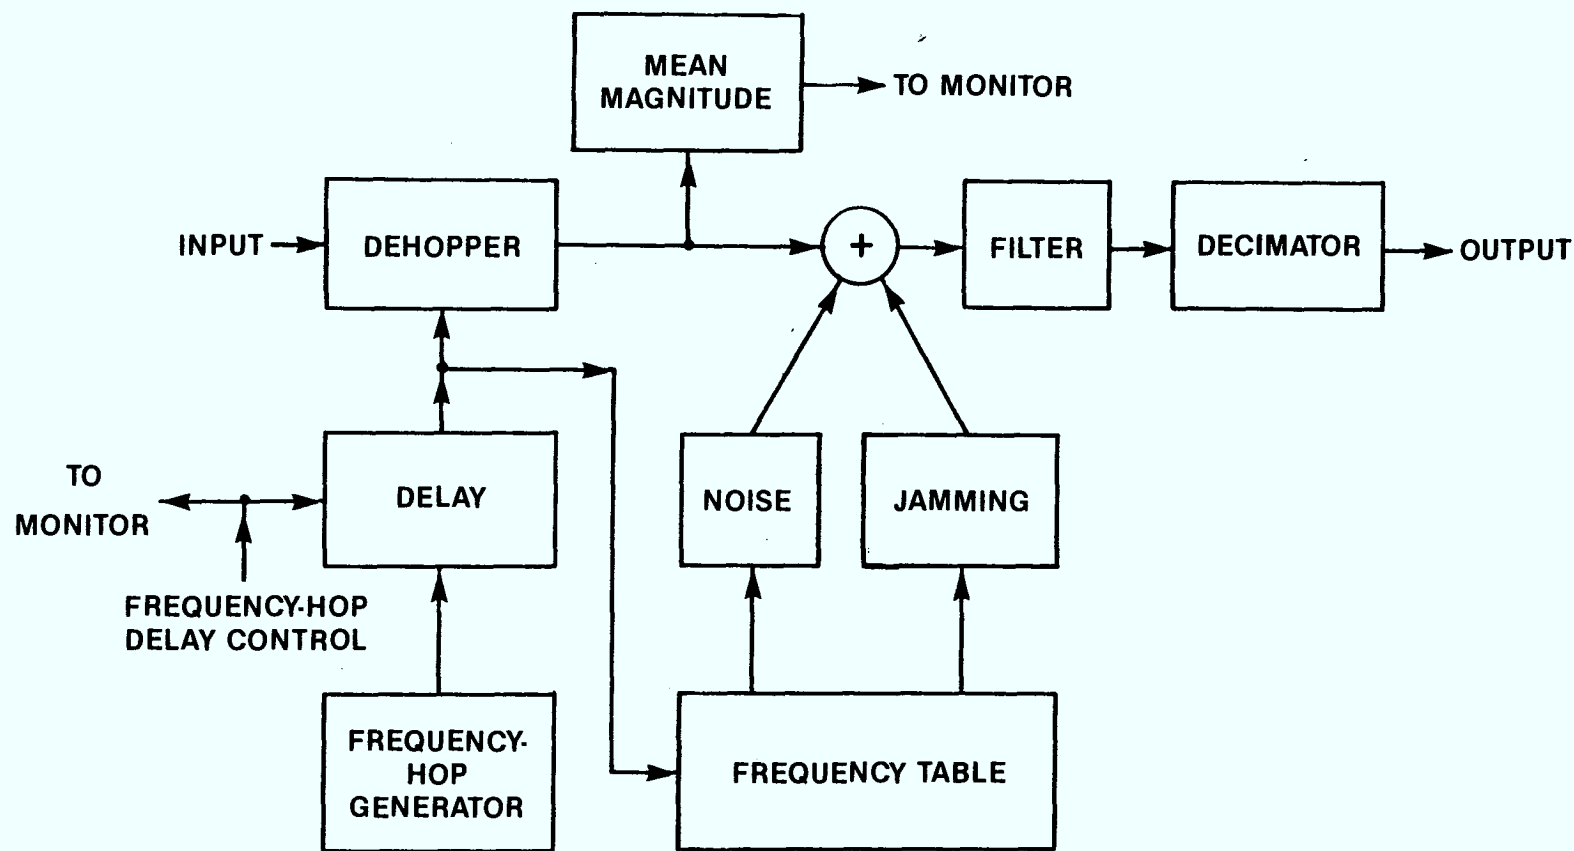 MEAN
MAGNITUDE
TO MONITOR
INPUT
DEHOPPER
+
FILTER
DECIMATOR
OUTPUT
TO
MONITOR
DELAY
NOISE
JAMMING
FREQUENCY-HOP
DELAY CONTROL
FREQUENCY-
HOP
GENERATOR
FREQUENCY TABLE